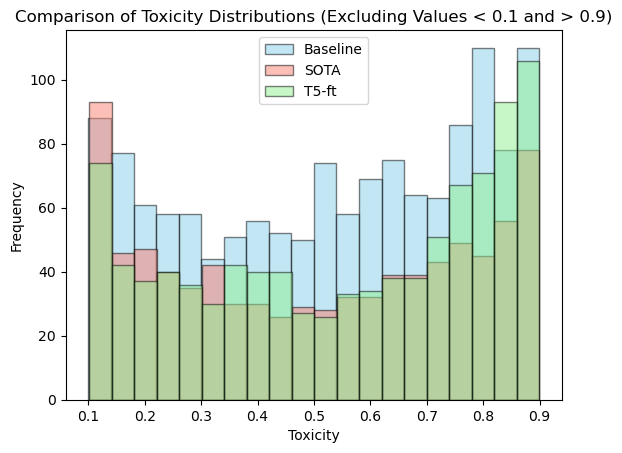 Comparison of Toxicity Distributions (Excluding Values < 0.1 and > 0.9)
Baseline
SOTA
T5-ft
Frequency
100
80
60
40
20
0
0.1 0.2 0.3 0.4 0.5 0.6 0.7 0.8 0.9
Toxicity